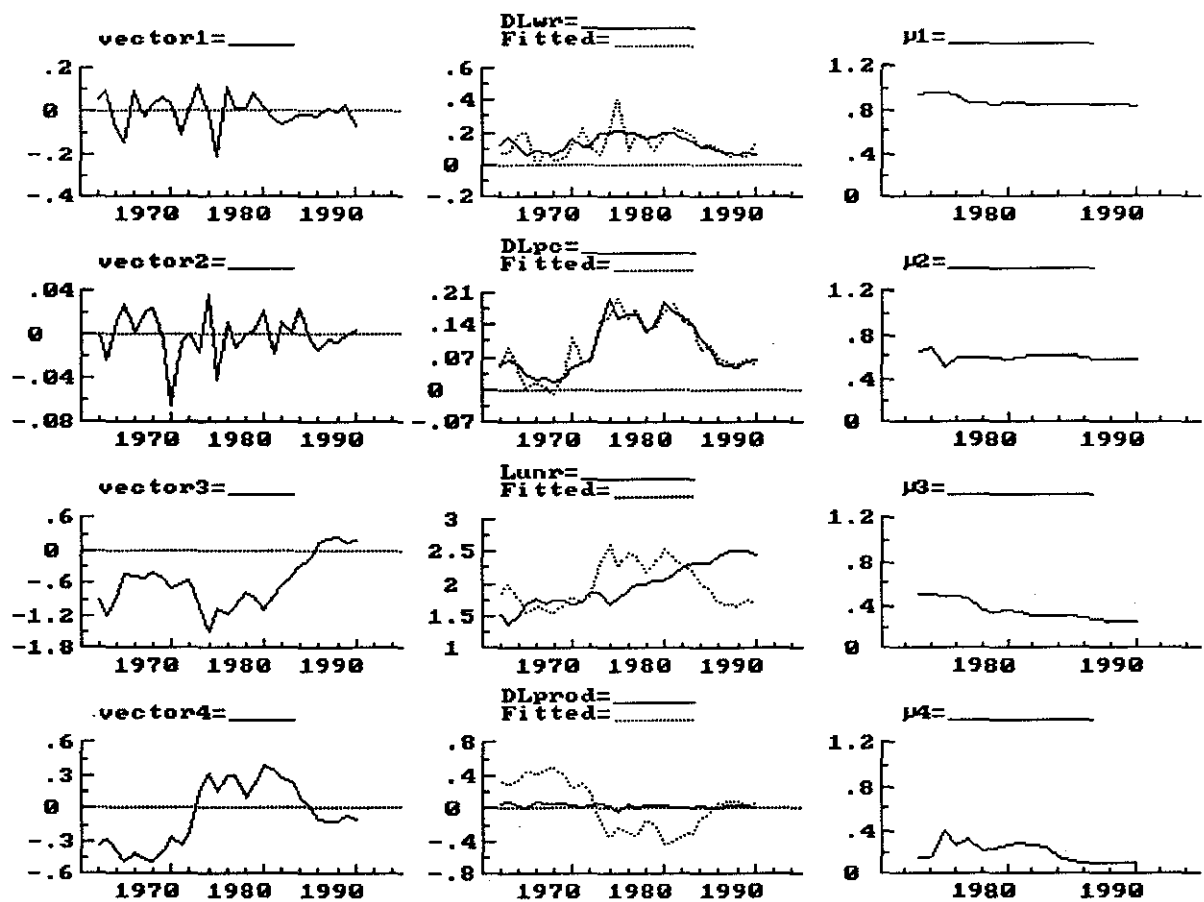 vector1=
.2
0
-.2
-.4
1970 1980 1990
DLwr=
Fitted=
.6
.4
.2
0
-.2
1970 1980 1990
µ1=
1.2
.8
.4
0
1980 1990
vector2=
.04
0
-.04
-.08
1970 1980 1990
DLpc=
Fitted=
.21
.14
.07
0
-.07
1970 1980 1990
µ2=
1.2
.8
.4
0
1980 1990
vector3=
.6
0
-.6
-1.2
-1.8
1970 1980 1990
Lunr=
Fitted=
3
2.5
2
1.5
1
1970 1980 1990
µ3=
1.2
.8
.4
0
1980 1990
vector4=
.6
.3
0
-.3
-.6
1970 1980 1990
DLprod=
Fitted=
.8
.4
0
-.4
-.8
1970 1980 1990
µ4=
1.2
.8
.4
0
1980 1990